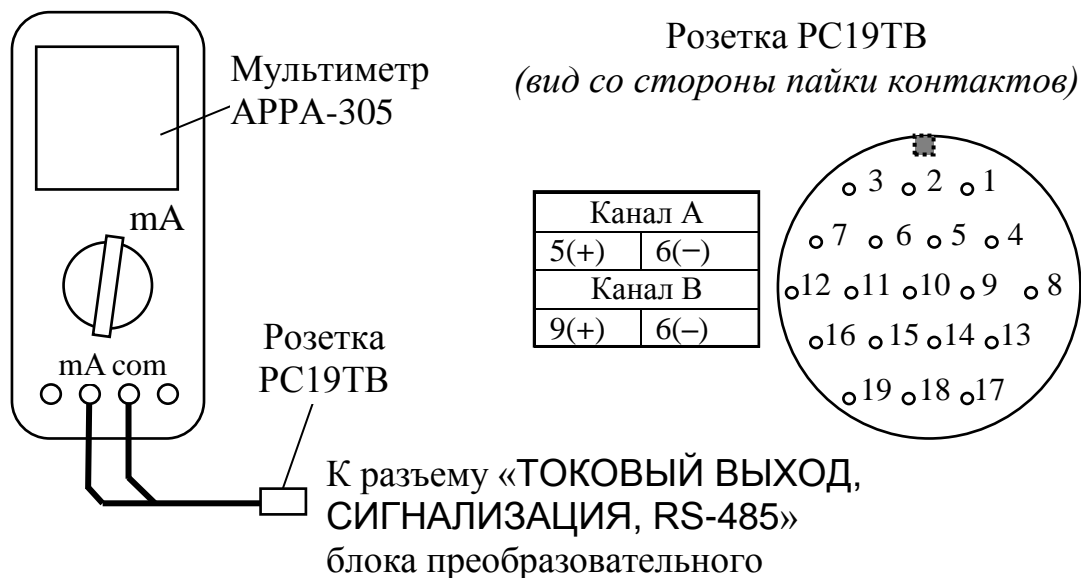 Мультиметр
APPA-305
mA
mA com
Розетка
РС19ТВ
К разъему «ТОКОВЫЙ ВЫХОД,
СИГНАЛИЗАЦИЯ, RS-485»
блока преобразовательного
Розетка РС19ТВ
(вид со стороны пайки контактов)
Канал А
5(+) 6(−)
Канал В
9(+) 6(−)
3 2 1
7 6 5 4
12 11 10 9 8
16 15 14 13
19 18 17